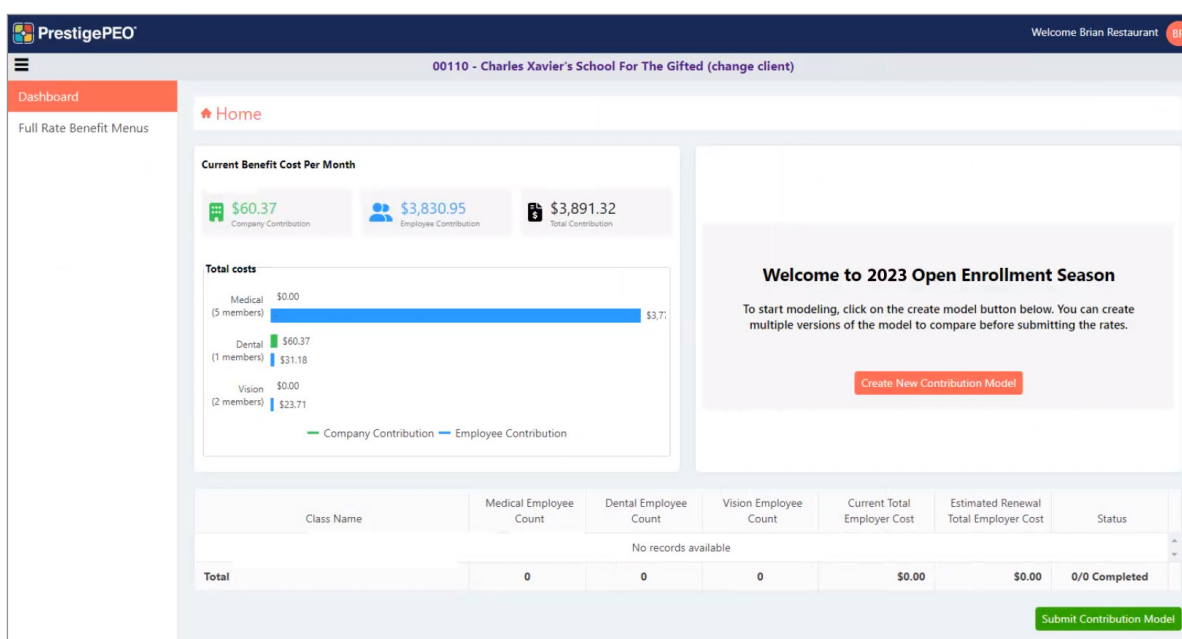 PrestigePEO
Welcome Brian Restaurant
00110 - Charles Xavier's School For The Gifted (change client)
Dashboard
Full Rate Benefit Menus
Home
Current Benefit Cost Per Month
$60.37
Company Contribution
$3,830.95
Employee Contribution
$3,891.32
Total Contribution
Total costs
Medical
(5 members)
$0.00
Dental
(1 members)
$60.37
$31.18
Vision
(2 members)
$0.00
$23.71
Company Contribution
Employee Contribution
Welcome to 2023 Open Enrollment Season
To start modeling, click on the create model button below. You can create
multiple versions of the model to compare before submitting the rates.
Create New Contribution Model
Class Name
Medical Employee
Count
Dental Employee
Count
Vision Employee
Count
Current Total
Employer Cost
Estimated Renewal
Total Employer Cost
Status
No records available
Total 0 0 0 $0.00 $0.00 0/0 Completed
Submit Contribution Model